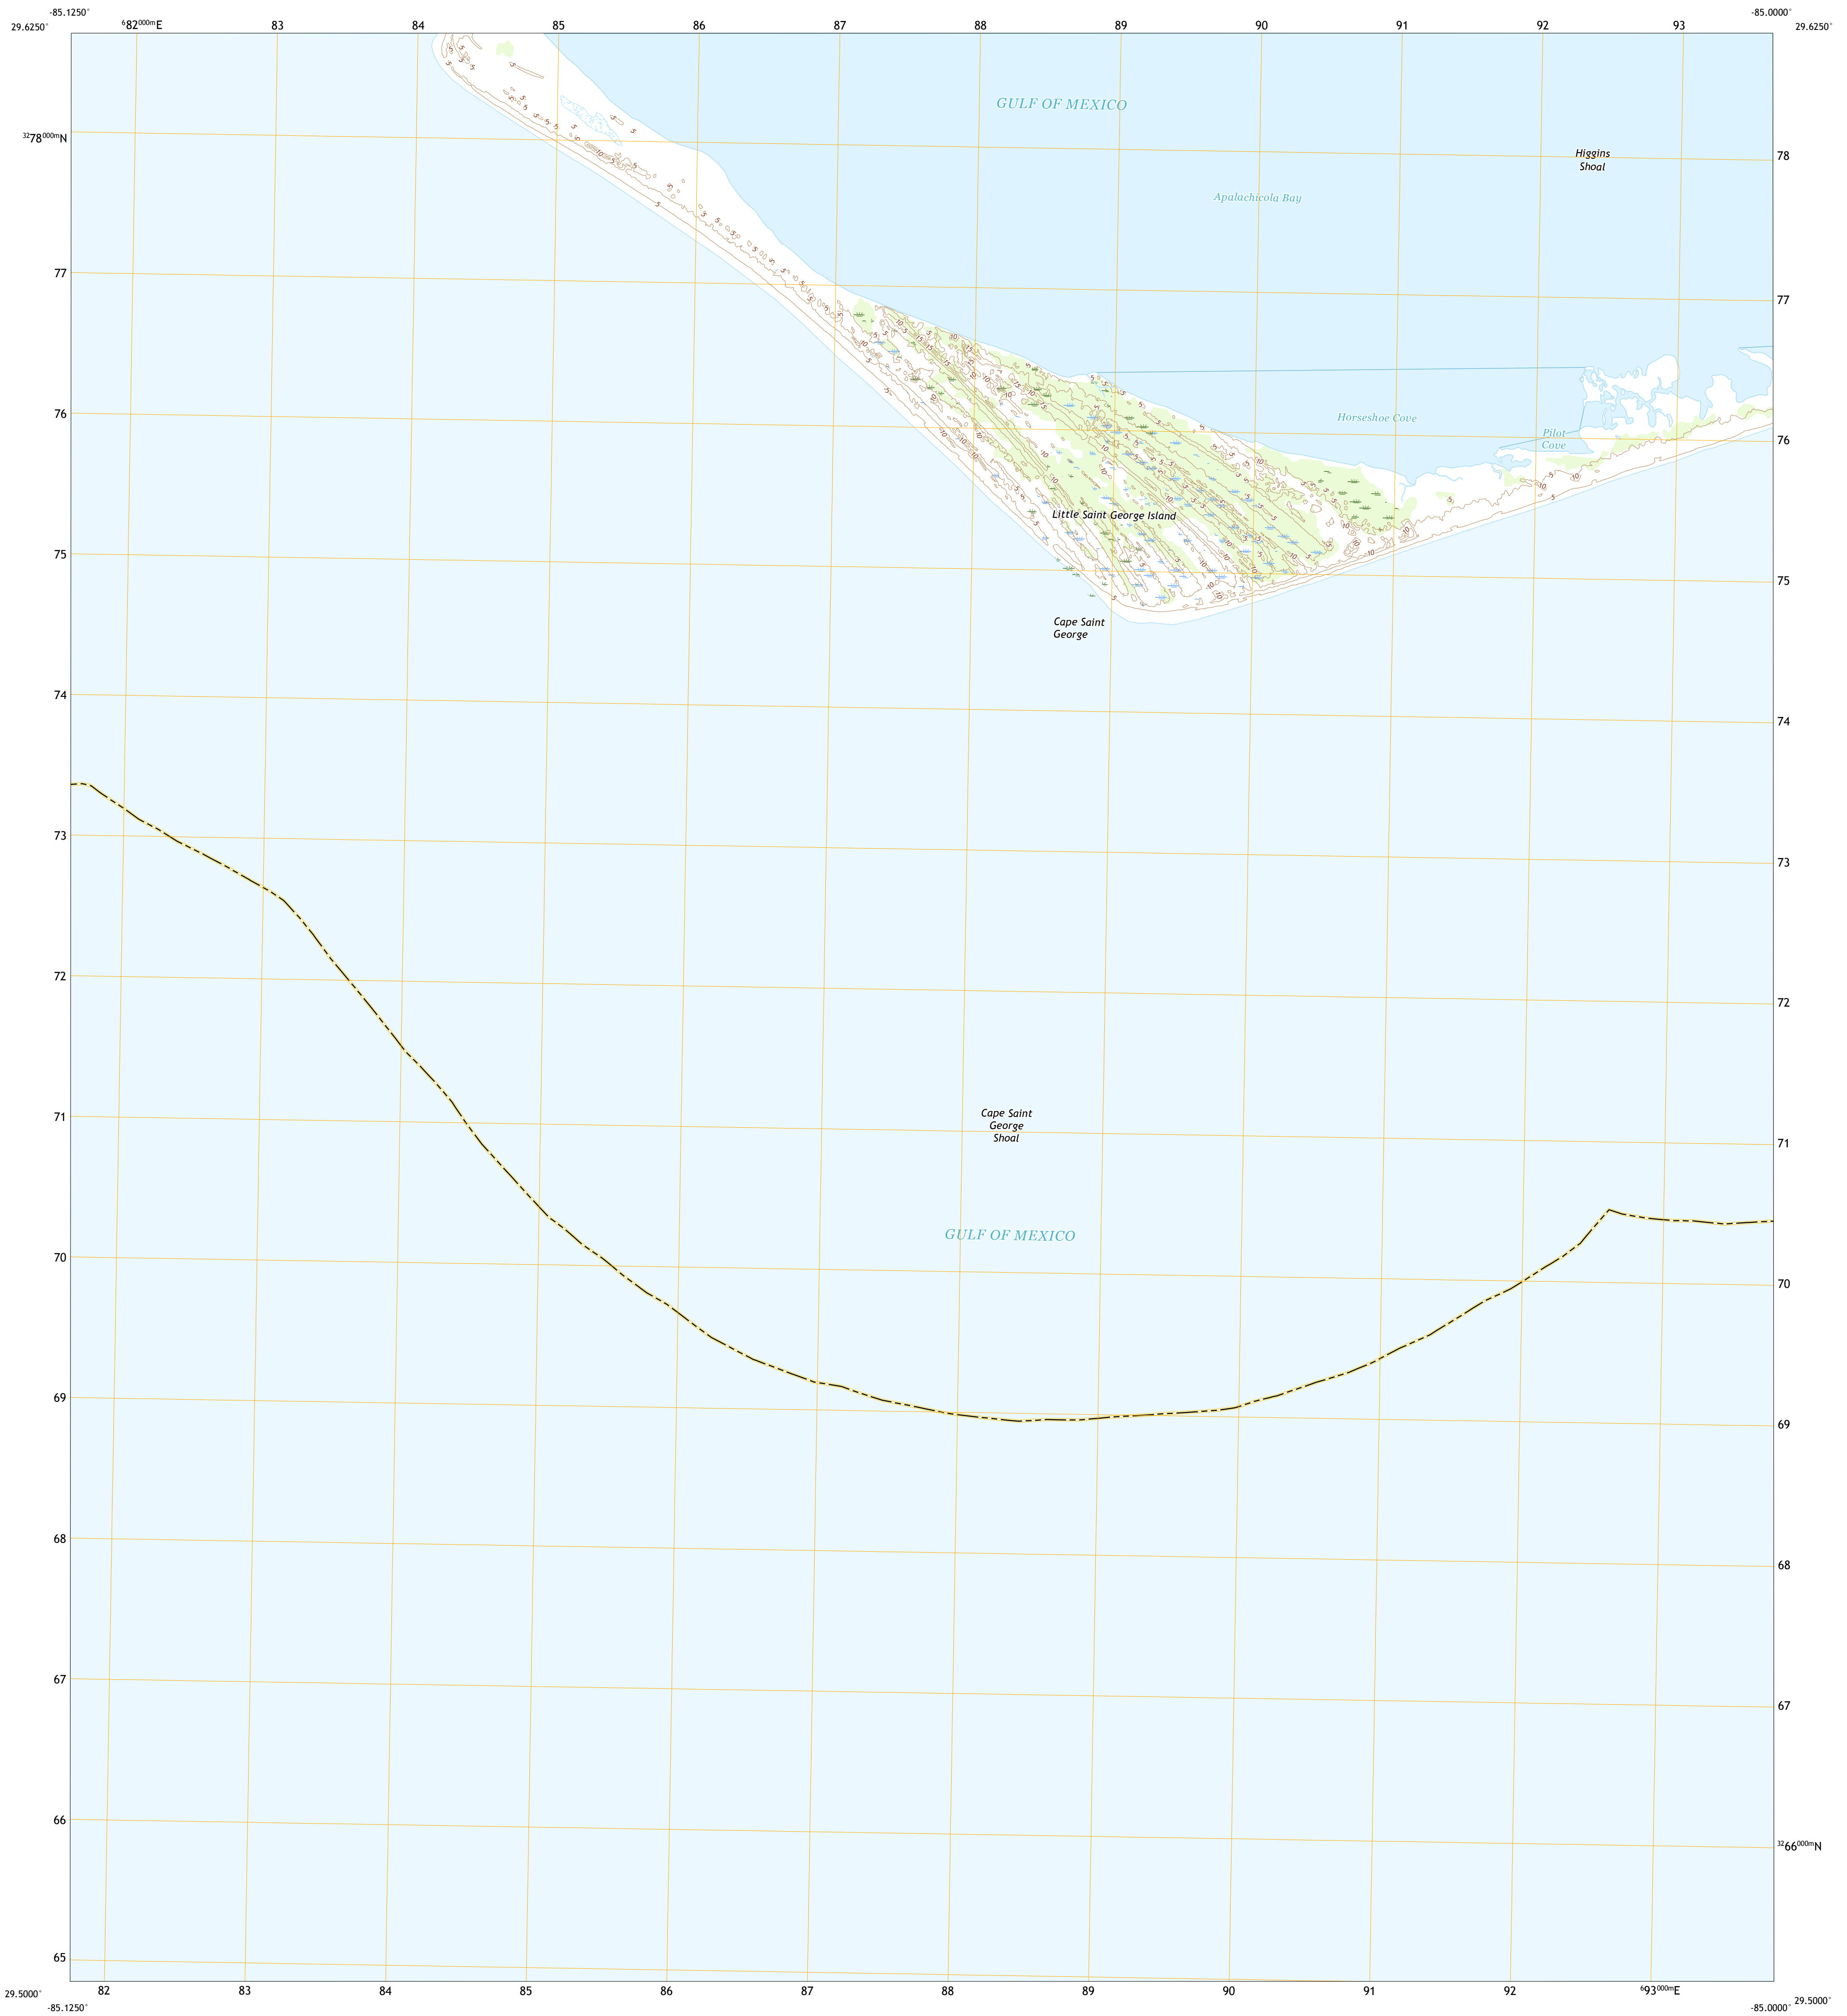 -85.1250° -85.0000°
29.6250° ⁶82⁰⁰⁰ᵐE 83 84 85 86 87 88 89 90 91 92 93 29.6250°
GULF OF MEXICO
³²78⁰⁰⁰ᵐN
Higgins
Shoal
78
Apalachicola Bay
77
77
76
Horseshoe Cove
Pilot
Cove
76
Little Saint George Island
75
75
Cape Saint
George
74
74
73
73
72
72
71
Cape Saint
George
Shoal
71
GULF OF MEXICO
70
70
69
69
68
68
67
67
66
³²66⁰⁰⁰ᵐN
65
29.5000° 82 83 84 85 86 87 88 89 90 91 92 ⁶93⁰⁰⁰ᵐE 29.5000°
-85.1250° -85.0000°